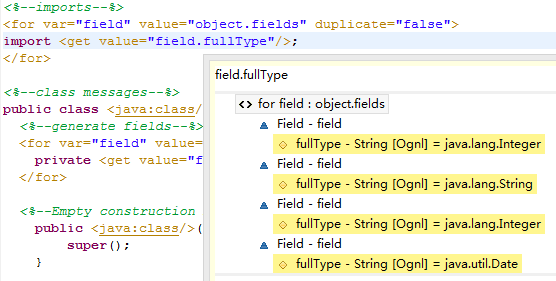 <%--imports--%>
<for var="field" value="object.fields" duplicate="false">
import <get value="field.fullType"/>;
</for>
<%--class messages--%>
public class <java:class/
<%--generate fields--%>
<for var="field" value=
private <get value="f
</for>
<%--Empty construction
public <java:class/>(
super();
}
field.fullType
<> for field : object.fields
Field - field
fullType - String [Ognl] = java.lang.Integer
Field - field
fullType - String [Ognl] = java.lang.String
Field - field
fullType - String [Ognl] = java.lang.Integer
Field - field
fullType - String [Ognl] = java.util.Date